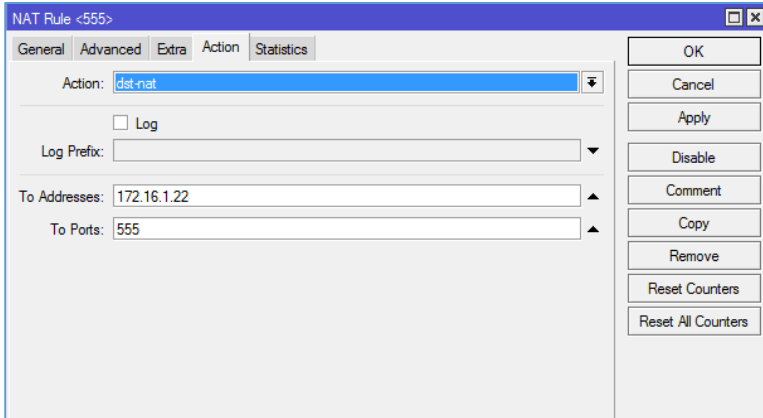 NAT Rule <555>
General Advanced Extra Action Statistics
Action: dst-nat
Log
Log Prefix:
To Addresses: 172.16.1.22
To Ports: 555
OK
Cancel
Apply
Disable
Comment
Copy
Remove
Reset Counters
Reset All Counters